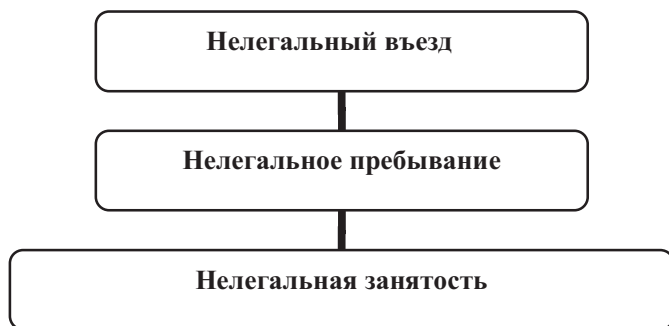 Нелегальный въезд
Нелегальное пребывание
Нелегальная занятость